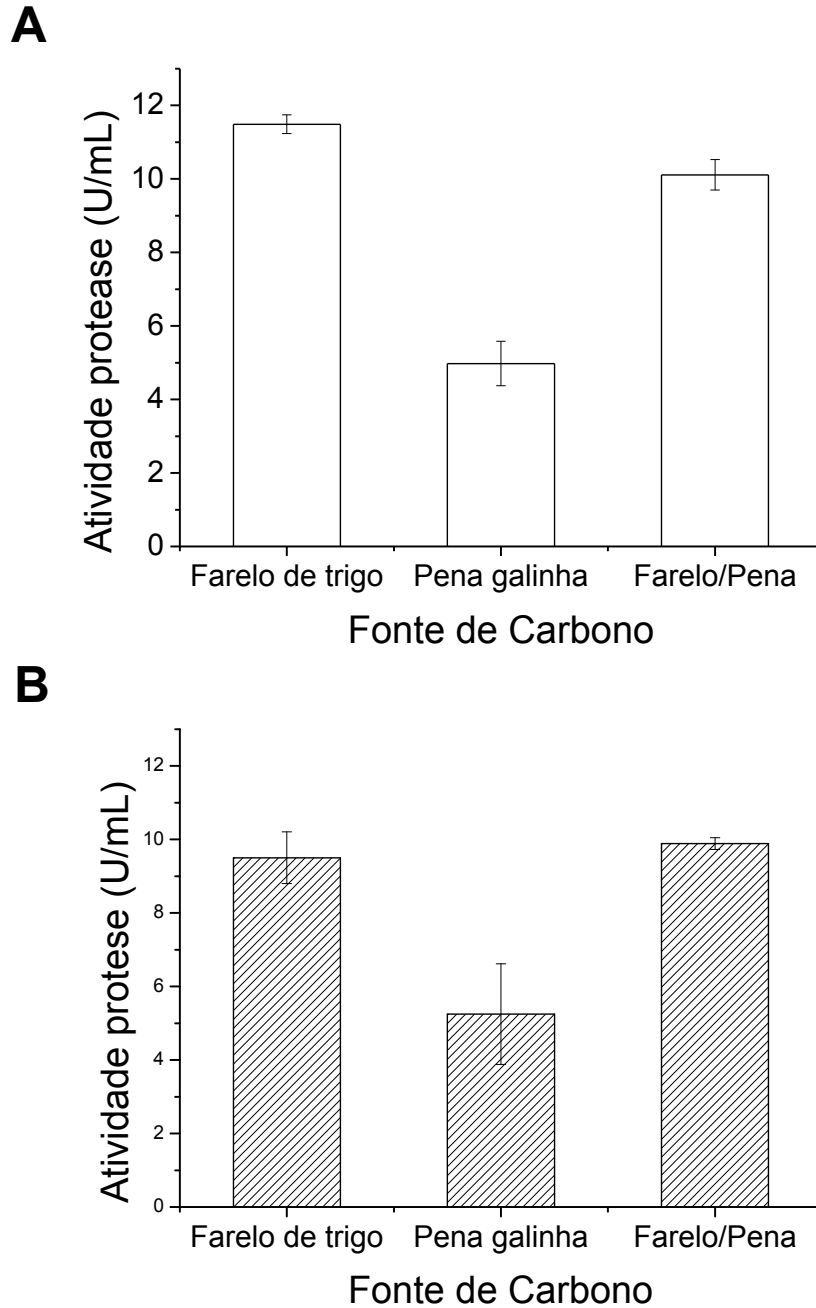 A
Atividade protease (U/mL)
12
10
8
6
4
2
0
Farelo de trigo Pena galinha Farelo/Pena
Fonte de Carbono
B
Atividade protese (U/mL)
12
10
8
6
4
2
0
Farelo de trigo Pena galinha Farelo/Pena
Fonte de Carbono